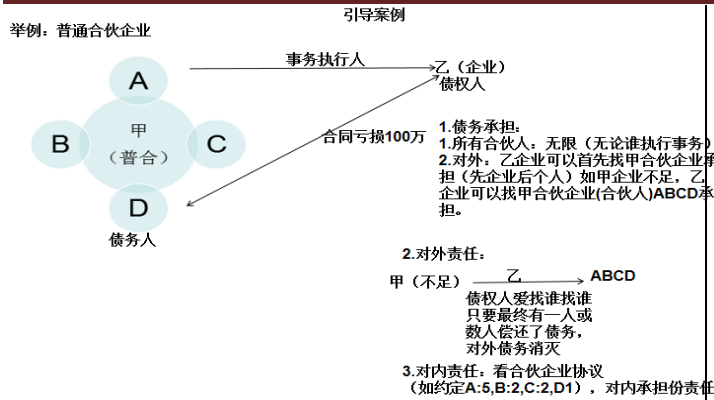 引导案例
举例：普通合伙企业
事务执行人
乙（企业）
债权人
A
甲
（普合）
B
C
D
债务人
合同亏损100万
1.债务承担：
1.所有合伙人：无限（无论谁执行事务）
2.对外：乙企业可以首先找甲合伙企业承
担（先企业后个人）如甲企业不足，乙
企业可以找甲合伙企业(合伙人)ABCD承
担。
2.对外责任：
甲（不足）
乙
ABCD
债权人爱找谁找谁
只要最终有一人或
数人偿还了债务，
对外债务消灭
3.对内责任：看合伙企业协议
（如约定A:5,B:2,C:2,D1），对内承担份责任